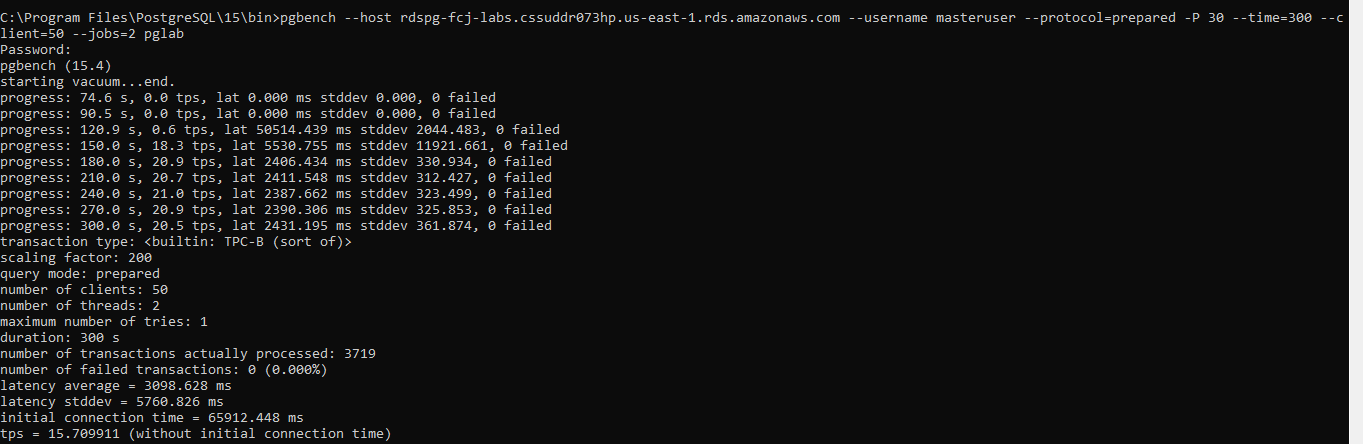 C:\Program Files\PostgreSQL\15\bin>pgbench --host rdspg-fcj-labs.cssuddr073hp.us-east-1.rds.amazonaws.com --username masteruser --protocol=prepared -P 30 --time=300 --c
lient=50 --jobs=2 pglab
Password:
pgbench (15.4)
starting vacuum...end.
progress: 74.6 s, 0.0 tps, lat 0.000 ms stddev 0.000, 0 failed
progress: 90.5 s, 0.0 tps, lat 0.000 ms stddev 0.000, 0 failed
progress: 120.9 s, 0.6 tps, lat 50514.439 ms stddev 2044.483, 0 failed
progress: 150.0 s, 18.3 tps, lat 5530.755 ms stddev 11921.661, 0 failed
progress: 180.0 s, 20.9 tps, lat 2406.434 ms stddev 330.934, 0 failed
progress: 210.0 s, 20.7 tps, lat 2411.548 ms stddev 312.427, 0 failed
progress: 240.0 s, 21.0 tps, lat 2387.662 ms stddev 323.499, 0 failed
progress: 270.0 s, 20.9 tps, lat 2390.306 ms stddev 325.853, 0 failed
progress: 300.0 s, 20.5 tps, lat 2431.195 ms stddev 361.874, 0 failed
transaction type: <builtin: TPC-B (sort of)>
scaling factor: 200
query mode: prepared
number of clients: 50
number of threads: 2
maximum number of tries: 1
duration: 300 s
number of transactions actually processed: 3719
number of failed transactions: 0 (0.000%)
latency average = 3098.628 ms
latency stddev = 5760.826 ms
initial connection time = 65912.448 ms
tps = 15.709911 (without initial connection time)